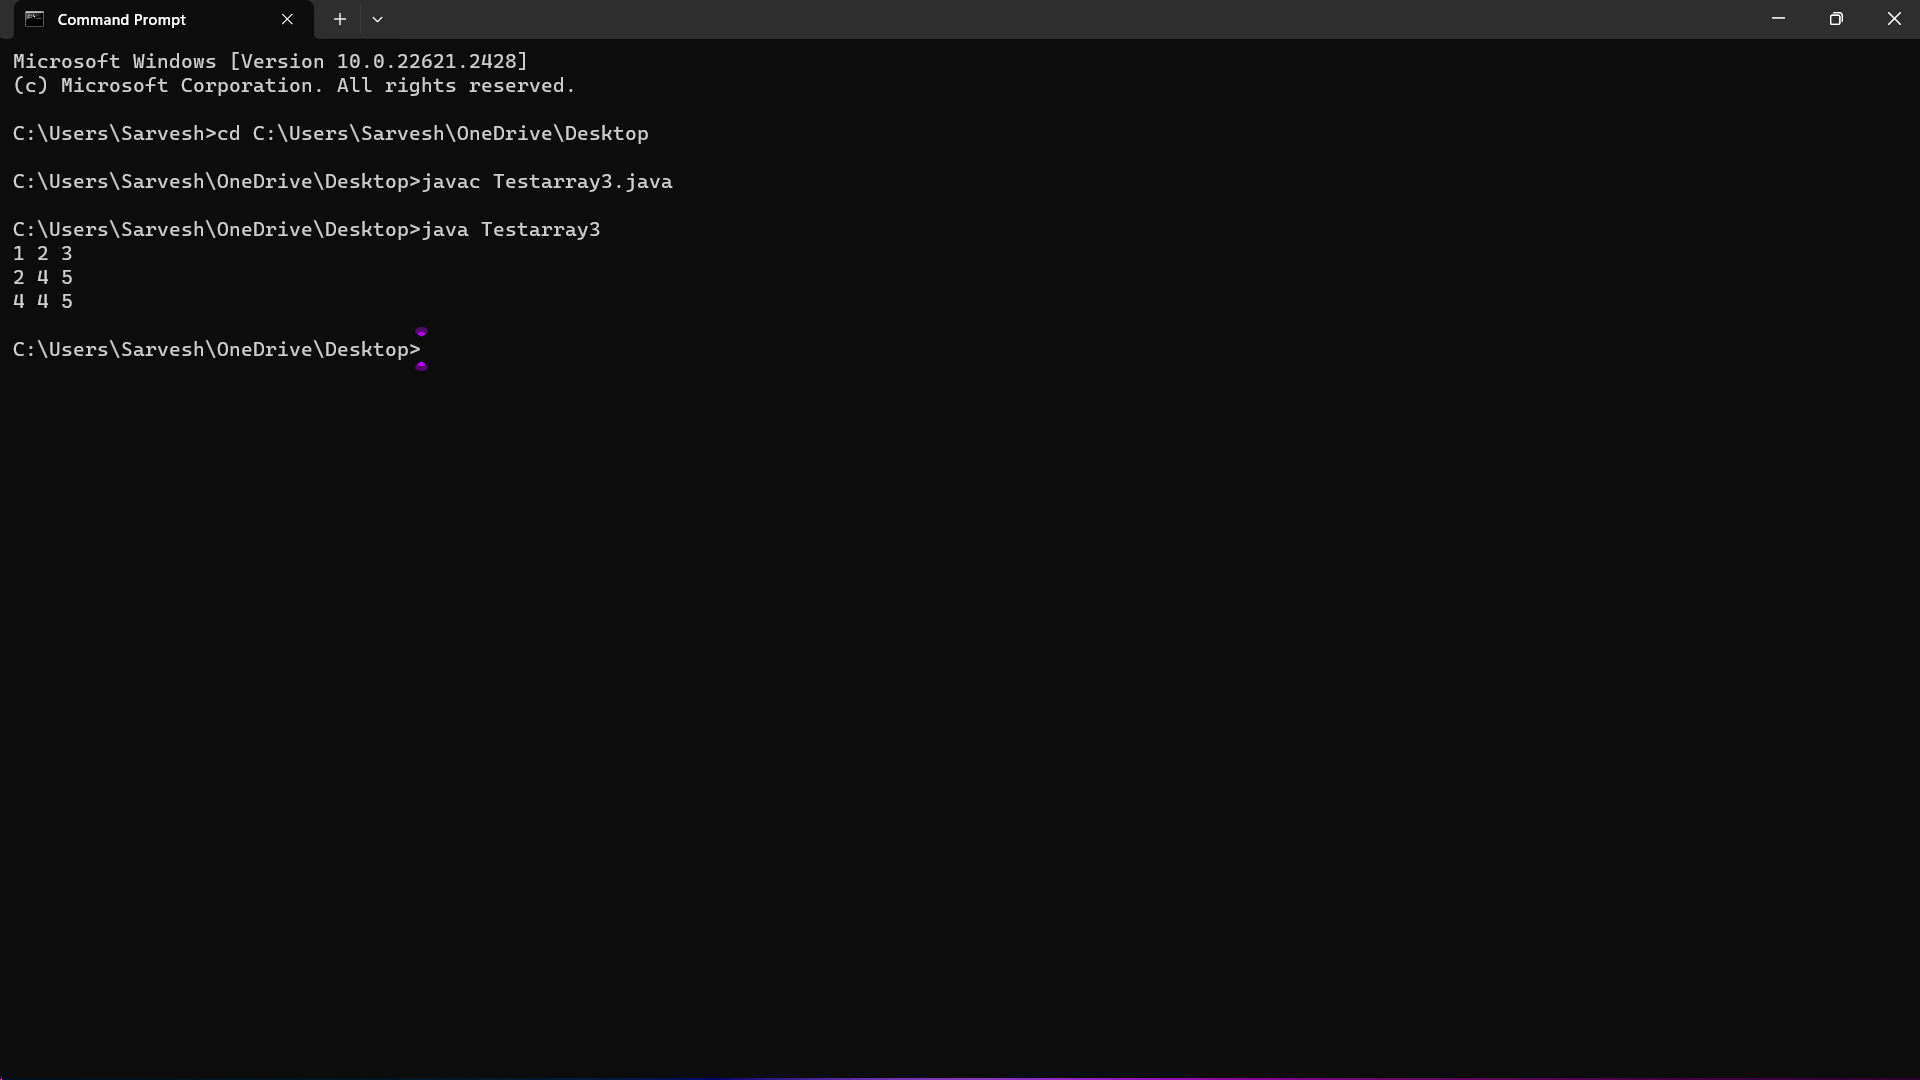 Command Prompt
Microsoft Windows [Version 10.0.22621.2428]
(c) Microsoft Corporation. All rights reserved.
C:\Users\Sarvesh>cd C:\Users\Sarvesh\OneDrive\Desktop
C:\Users\Sarvesh\OneDrive\Desktop>javac Testarray3.java
C:\Users\Sarvesh\OneDrive\Desktop>java Testarray3
1 2 3
2 4 5
4 4 5
C:\Users\Sarvesh\OneDrive\Desktop>